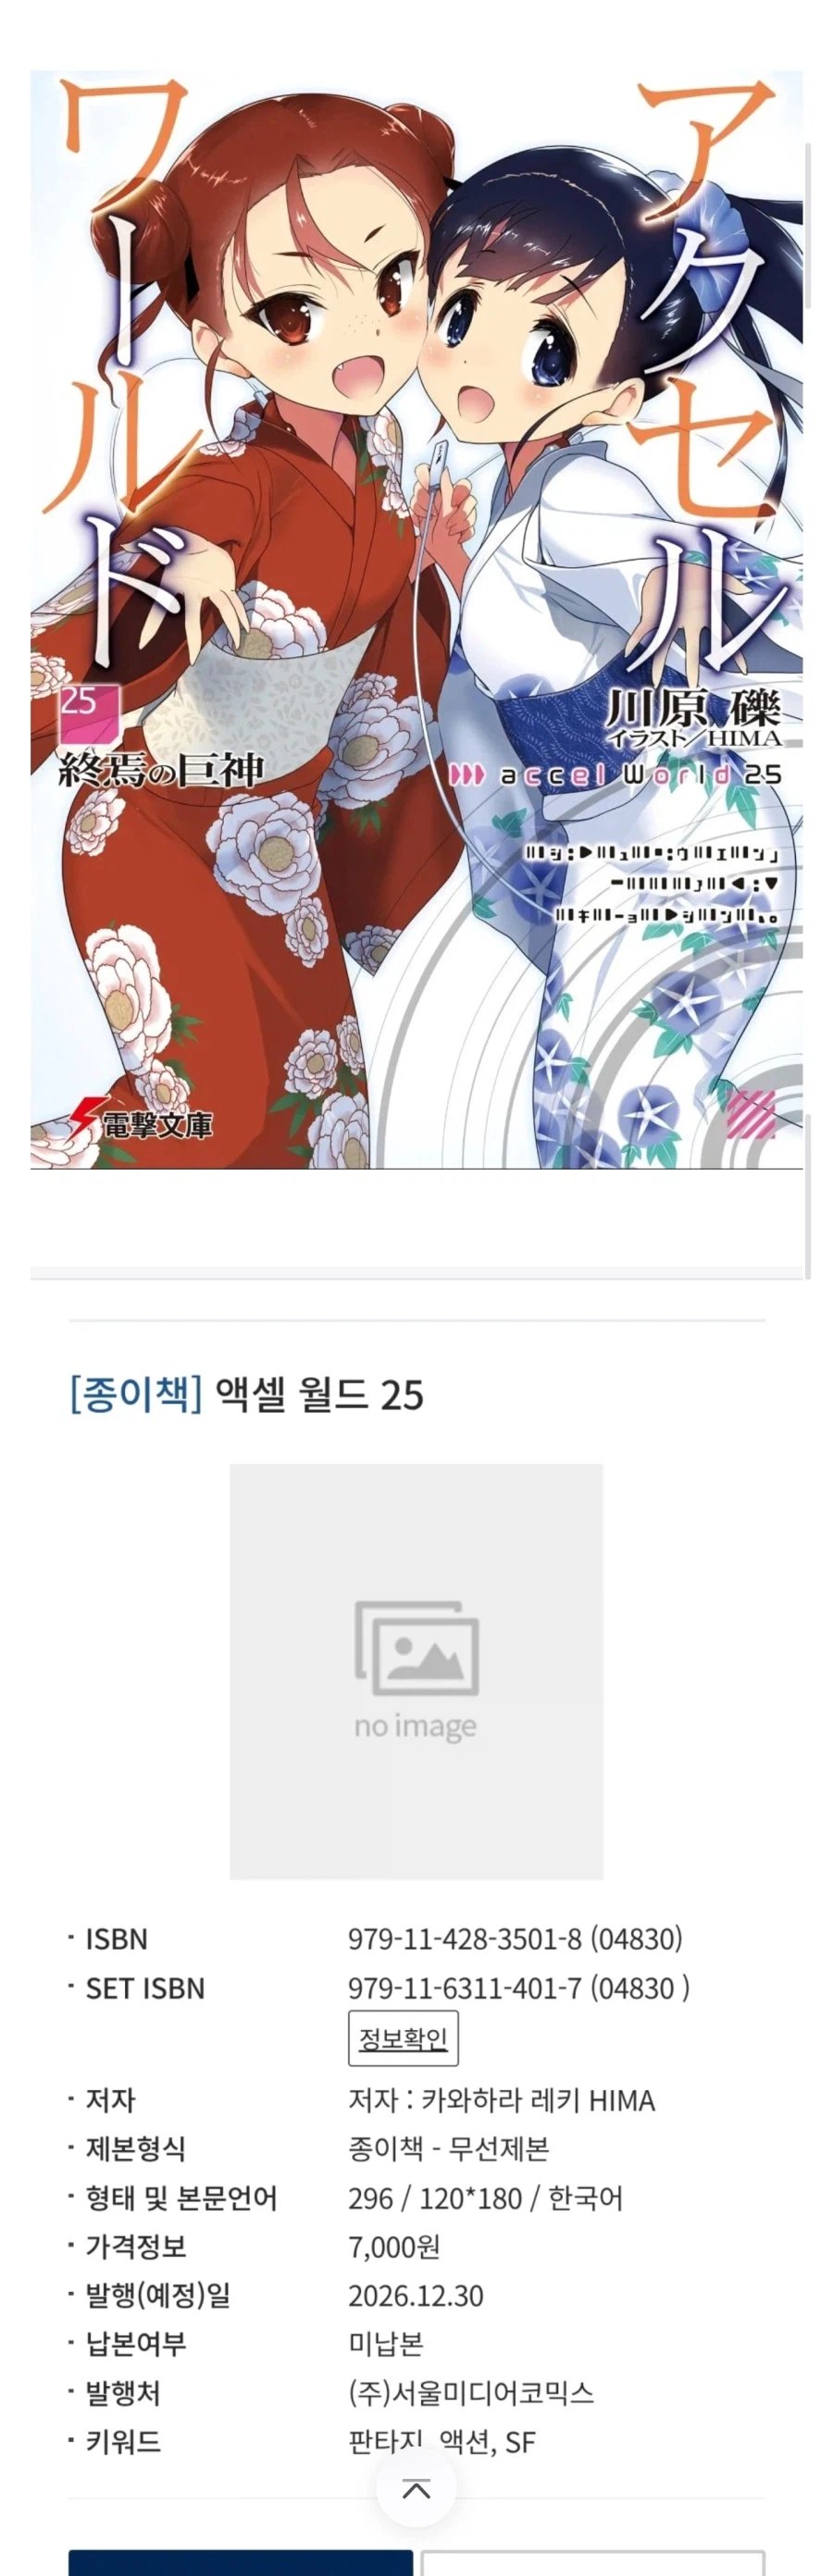 アクセル
ワールド
25
終焉の巨神
川原 礫
イラスト/HIMA
accel World 25
電撃文庫
[종이책] 액셀 월드 25
no image
· ISBN 979-11-428-3501-8 (04830)
· SET ISBN 979-11-6311-401-7 (04830 )
정보확인
· 저자 저자 : 카와하라 레키 HIMA
· 제본형식 종이책 - 무선제본
· 형태 및 본문언어 296 / 120*180 / 한국어
· 가격정보 7,000원
· 발행(예정)일 2026.12.30
· 납본여부 미납본
· 발행처 (주)서울미디어코믹스
· 키워드 판타지, 액션, SF